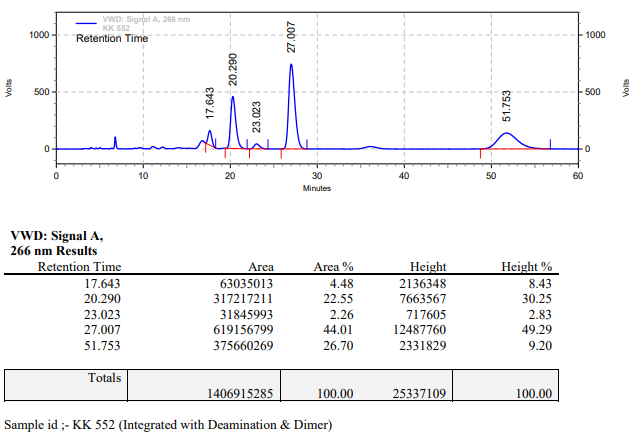 VWD: Signal A, 266 nm
KK 552
Retention Time
1000
500
0
Volts
17.643
20.290
23.023
27.007
51.753
1000
500
0
Volts
0 10 20 30 40 50 60
Minutes
VWD: Signal A,
266 nm Results
Retention Time Area Area % Height Height %
17.643 63035013 4.48 2136348 8.43
20.290 317217211 22.55 7663567 30.25
23.023 31845993 2.26 717605 2.83
27.007 619156799 44.01 12487760 49.29
51.753 375660269 26.70 2331829 9.20
Totals
1406915285 100.00 25337109 100.00
Sample id ;- KK 552 (Integrated with Deamination & Dimer)